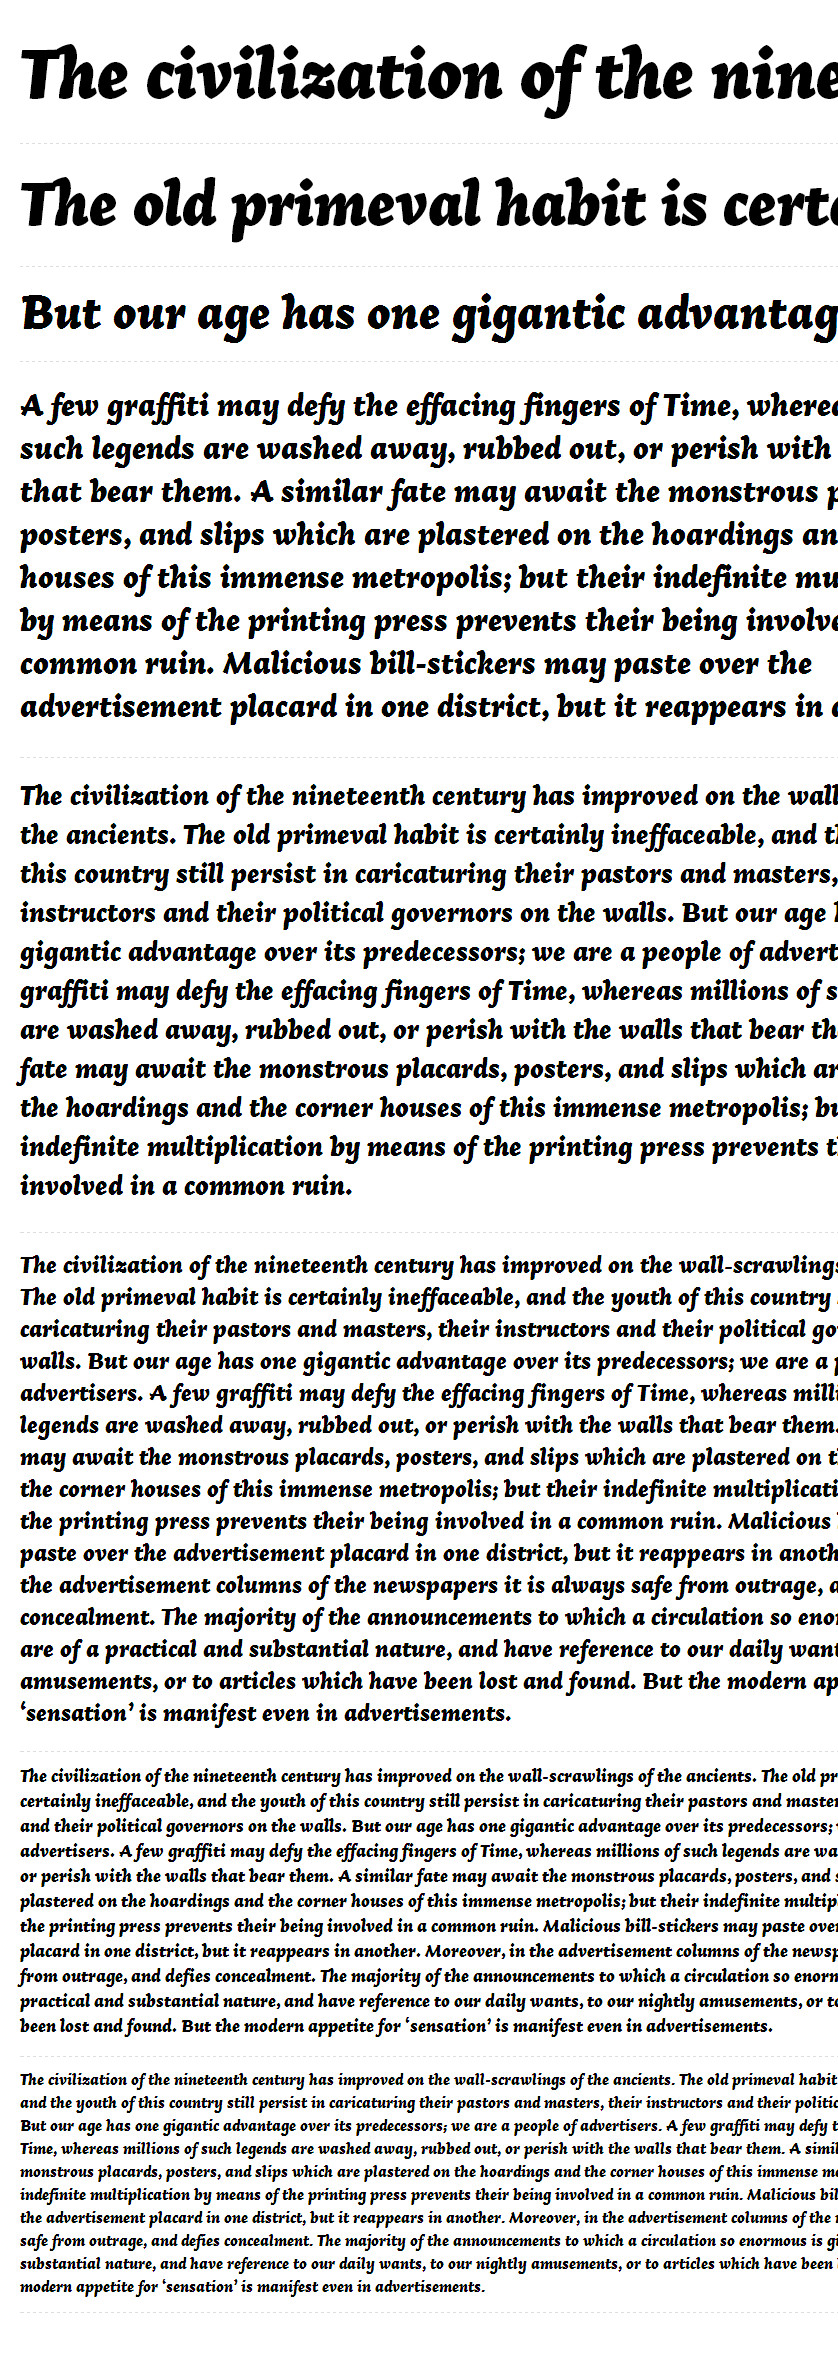 The civilization of the nine
The old primeval habit is certa
But our age has one gigantic advantag
A few graffiti may defy the effacing fingers of Time, wherea
such legends are washed away, rubbed out, or perish with
that bear them. A similar fate may await the monstrous p
posters, and slips which are plastered on the hoardings an
houses of this immense metropolis; but their indefinite mu
by means of the printing press prevents their being involve
common ruin. Malicious bill-stickers may paste over the
advertisement placard in one district, but it reappears in a
The civilization of the nineteenth century has improved on the wall
the ancients. The old primeval habit is certainly ineffaceable, and th
this country still persist in caricaturing their pastors and masters,
instructors and their political governors on the walls. But our age h
gigantic advantage over its predecessors; we are a people of advert
graffiti may defy the effacing fingers of Time, whereas millions of s
are washed away, rubbed out, or perish with the walls that bear th
fate may await the monstrous placards, posters, and slips which ar
the hoardings and the corner houses of this immense metropolis; bu
indefinite multiplication by means of the printing press prevents th
involved in a common ruin.
The civilization of the nineteenth century has improved on the wall-scrawlings
The old primeval habit is certainly ineffaceable, and the youth of this country
caricaturing their pastors and masters, their instructors and their political go
walls. But our age has one gigantic advantage over its predecessors; we are a p
advertisers. A few graffiti may defy the effacing fingers of Time, whereas milli
legends are washed away, rubbed out, or perish with the walls that bear them.
may await the monstrous placards, posters, and slips which are plastered on th
the corner houses of this immense metropolis; but their indefinite multiplicati
the printing press prevents their being involved in a common ruin. Malicious
paste over the advertisement placard in one district, but it reappears in anoth
the advertisement columns of the newspapers it is always safe from outrage, a
concealment. The majority of the announcements to which a circulation so enor
are of a practical and substantial nature, and have reference to our daily want
amusements, or to articles which have been lost and found. But the modern ap
‘sensation’ is manifest even in advertisements.
The civilization of the nineteenth century has improved on the wall-scrawlings of the ancients. The old pr
certainly ineffaceable, and the youth of this country still persist in caricaturing their pastors and master
and their political governors on the walls. But our age has one gigantic advantage over its predecessors;
advertisers. A few graffiti may defy the effacing fingers of Time, whereas millions of such legends are wa
or perish with the walls that bear them. A similar fate may await the monstrous placards, posters, and s
plastered on the hoardings and the corner houses of this immense metropolis; but their indefinite multipl
the printing press prevents their being involved in a common ruin. Malicious bill-stickers may paste over
placard in one district, but it reappears in another. Moreover, in the advertisement columns of the newsp
from outrage, and defies concealment. The majority of the announcements to which a circulation so enorm
practical and substantial nature, and have reference to our daily wants, to our nightly amusements, or to
been lost and found. But the modern appetite for ‘sensation’ is manifest even in advertisements.
The civilization of the nineteenth century has improved on the wall-scrawlings of the ancients. The old primeval habit
and the youth of this country still persist in caricaturing their pastors and masters, their instructors and their politic
But our age has one gigantic advantage over its predecessors; we are a people of advertisers. A few graffiti may defy t
Time, whereas millions of such legends are washed away, rubbed out, or perish with the walls that bear them. A simil
monstrous placards, posters, and slips which are plastered on the hoardings and the corner houses of this immense me
indefinite multiplication by means of the printing press prevents their being involved in a common ruin. Malicious bil
the advertisement placard in one district, but it reappears in another. Moreover, in the advertisement columns of the n
safe from outrage, and defies concealment. The majority of the announcements to which a circulation so enormous is gi
substantial nature, and have reference to our daily wants, to our nightly amusements, or to articles which have been
modern appetite for ‘sensation’ is manifest even in advertisements.